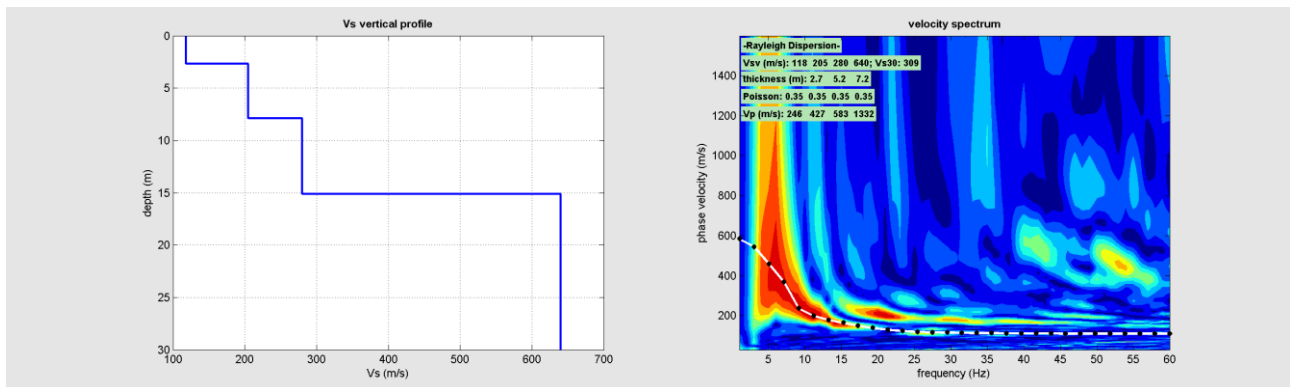 Vs vertical profile
0
5
10
15
20
25
30
depth (m)
100 200 300 400 500 600 700
Vs (m/s)
velocity spectrum
-Rayleigh Dispersion-
Vsv (m/s): 118 205 280 640; Vs30: 309
thickness (m): 2.7 5.2 7.2
Poisson: 0.35 0.35 0.35 0.35
Vp (m/s): 246 427 583 1332
1400
1200
1000
800
600
400
200
phase velocity (m/s)
5 10 15 20 25 30 35 40 45 50 55 60
frequency (Hz)